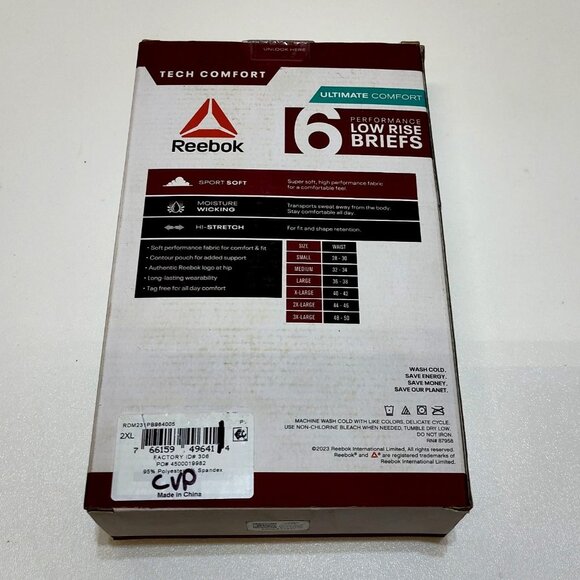 UNLOCK HERE
TECH COMFORT
ULTIMATE COMFORT
Reebok
6
PERFORMANCE
LOW RISE
BRIEFS
SPORT SOFT
Super soft, high performance fabric
for a comfortable feel.
MOISTURE
WICKING
Transports sweat away from the body.
Stay comfortable all day.
HI-STRETCH
For fit and shape retention.
• Soft performance fabric for comfort & fit
• Contour pouch for added support
• Authentic Reebok logo at hip
• Long-lasting wearability
• Tag free for all day comfort
SIZE WAIST
SMALL 28 - 30
MEDIUM 32 - 34
LARGE 36 - 38
X-LARGE 40 - 42
2X-LARGE 44 - 46
3X-LARGE 48 - 50
WASH COLD.
SAVE ENERGY.
SAVE MONEY.
SAVE OUR PLANET.
MACHINE WASH COLD WITH LIKE COLORS, DELICATE CYCLE.
USE NON-CHLORINE BLEACH WHEN NEEDED, TUMBLE DRY LOW.
DO NOT IRON.
RN# 87958
©2023 Reebok International Limited, All rights reserved.
Reebok® and ® are registered trademarks of
Reebok International Limited.
2XL
7 66159 49641 4
FACTORY ID# 306
PO# 4500019982
95% Polyester Spandex
CVP
Made in China